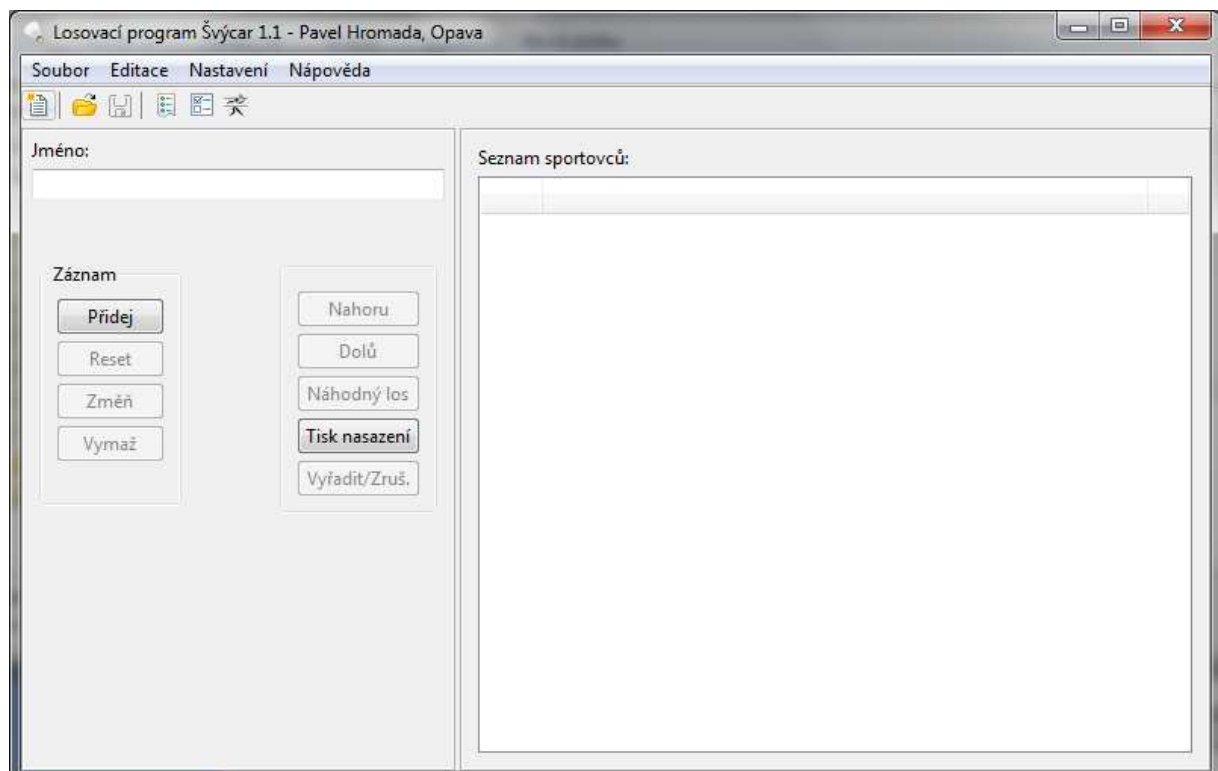 Losovací program Švýcar 1.1 - Pavel Hromada, Opava
Soubor Editace Nastavení Nápověda
Jméno:
Seznam sportovců:
Záznam
Přidej
Reset
Změň
Vymaž
Nahoru
Dolů
Náhodný los
Tisk nasazení
Vyřadit/Zruš.